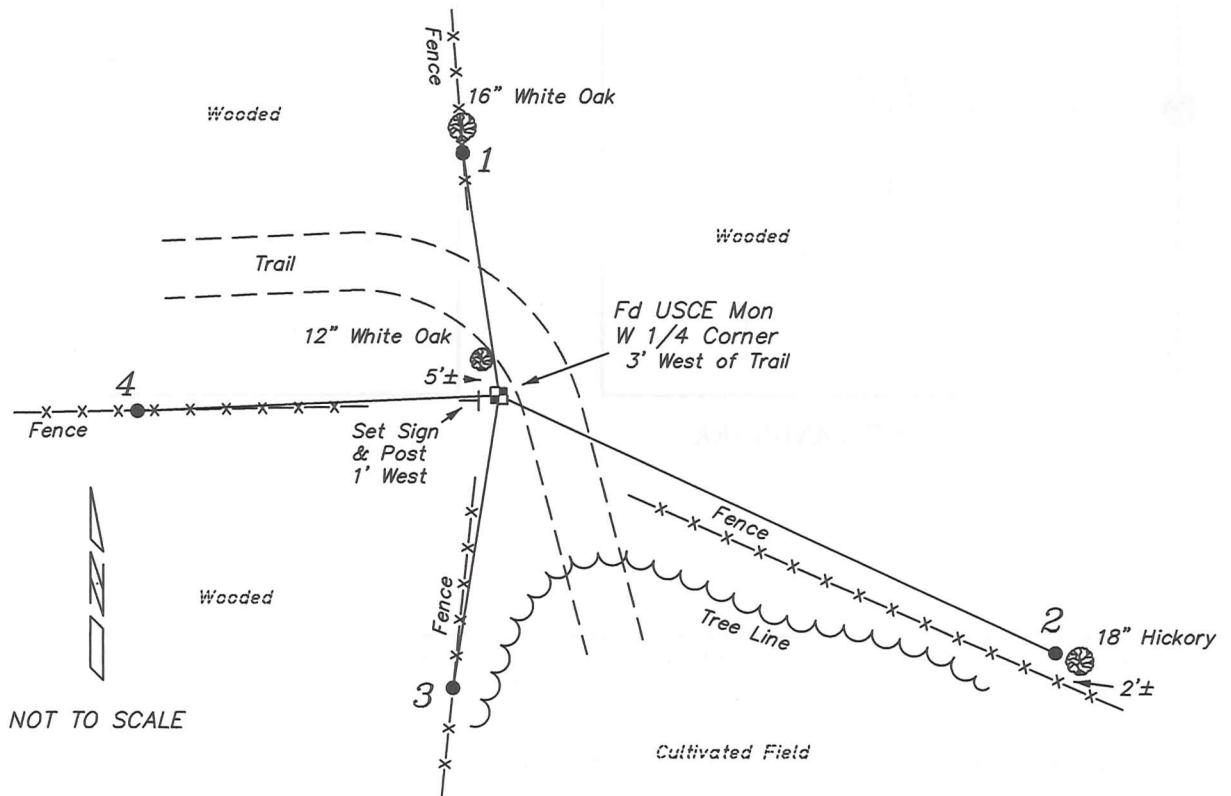 Fence
16" White Oak
Wooded
1
Wooded
Trail
Fd USCE Mon
W 1/4 Corner
3' West of Trail
12" White Oak
5'±
4
Fence
Set Sign
& Post
1' West
Fence
N
Wooded
Fence
Tree Line
2
18" Hickory
2'±
3
NOT TO SCALE
Cultivated Field